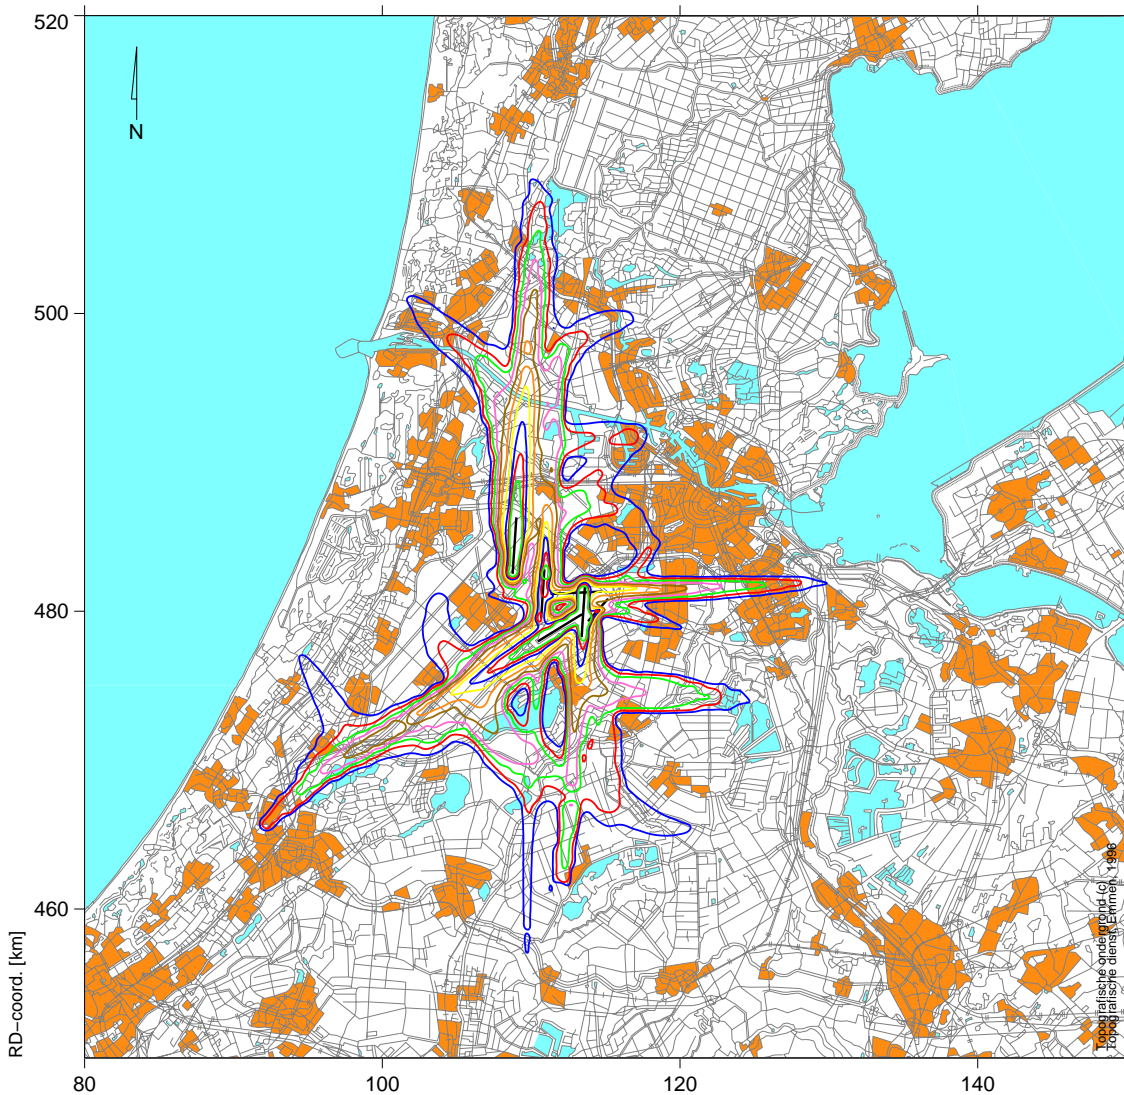 520
N
500
480
460
RD-coord. [km]
80
100
120
140
Topografische ondergrond (c)
Topografische dienst, Emmen, 1996